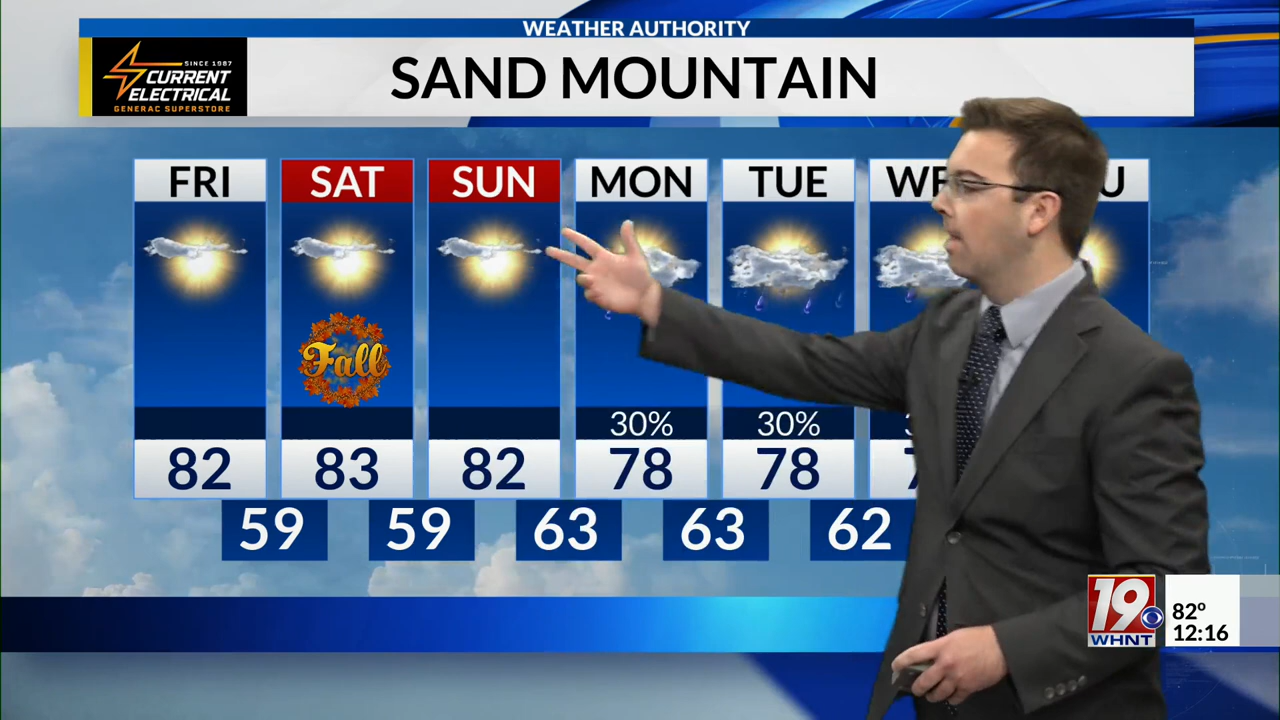 WEATHER AUTHORITY
SINCE 1987
CURRENT
ELECTRICAL
GENERAC SUPERSTORE
SAND MOUNTAIN
FRI SAT SUN MON TUE
Fall
30% 30%
82 83 82 78 78
59 59 63 63 62
19
WHNT
82°
12:16